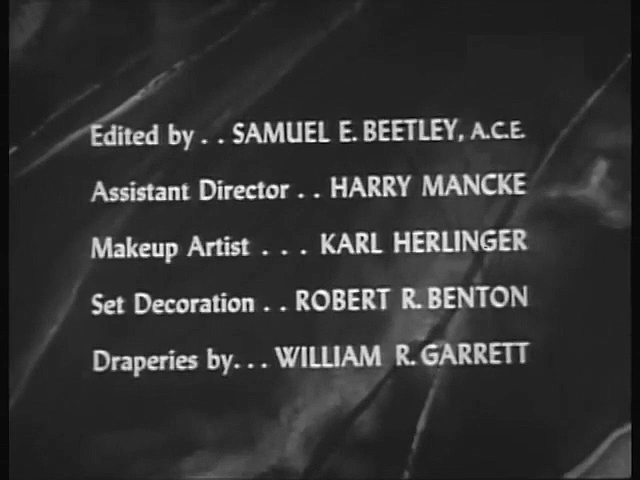 Edited by . . SAMUEL E. BEETLEY, A.C.E.
Assistant Director . . HARRY MANCKE
Makeup Artist . . . KARL HERLINGER
Set Decoration . . ROBERT R. BENTON
Draperies by. . . WILLIAM R. GARRETT